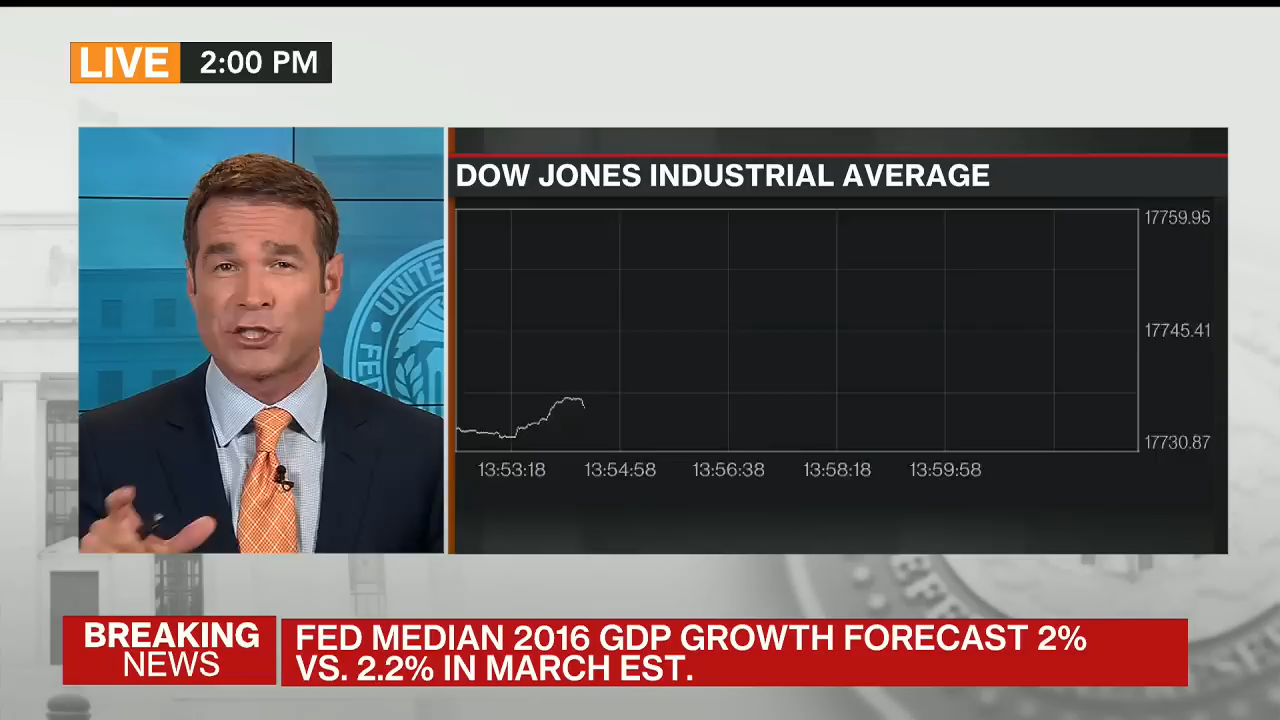 LIVE 2:00 PM
DOW JONES INDUSTRIAL AVERAGE
17759.95
17745.41
17730.87
13:53:18 13:54:58 13:56:38 13:58:18 13:59:58
UNITE
FED
BREAKING
NEWS
FED MEDIAN 2016 GDP GROWTH FORECAST 2%
VS. 2.2% IN MARCH EST.